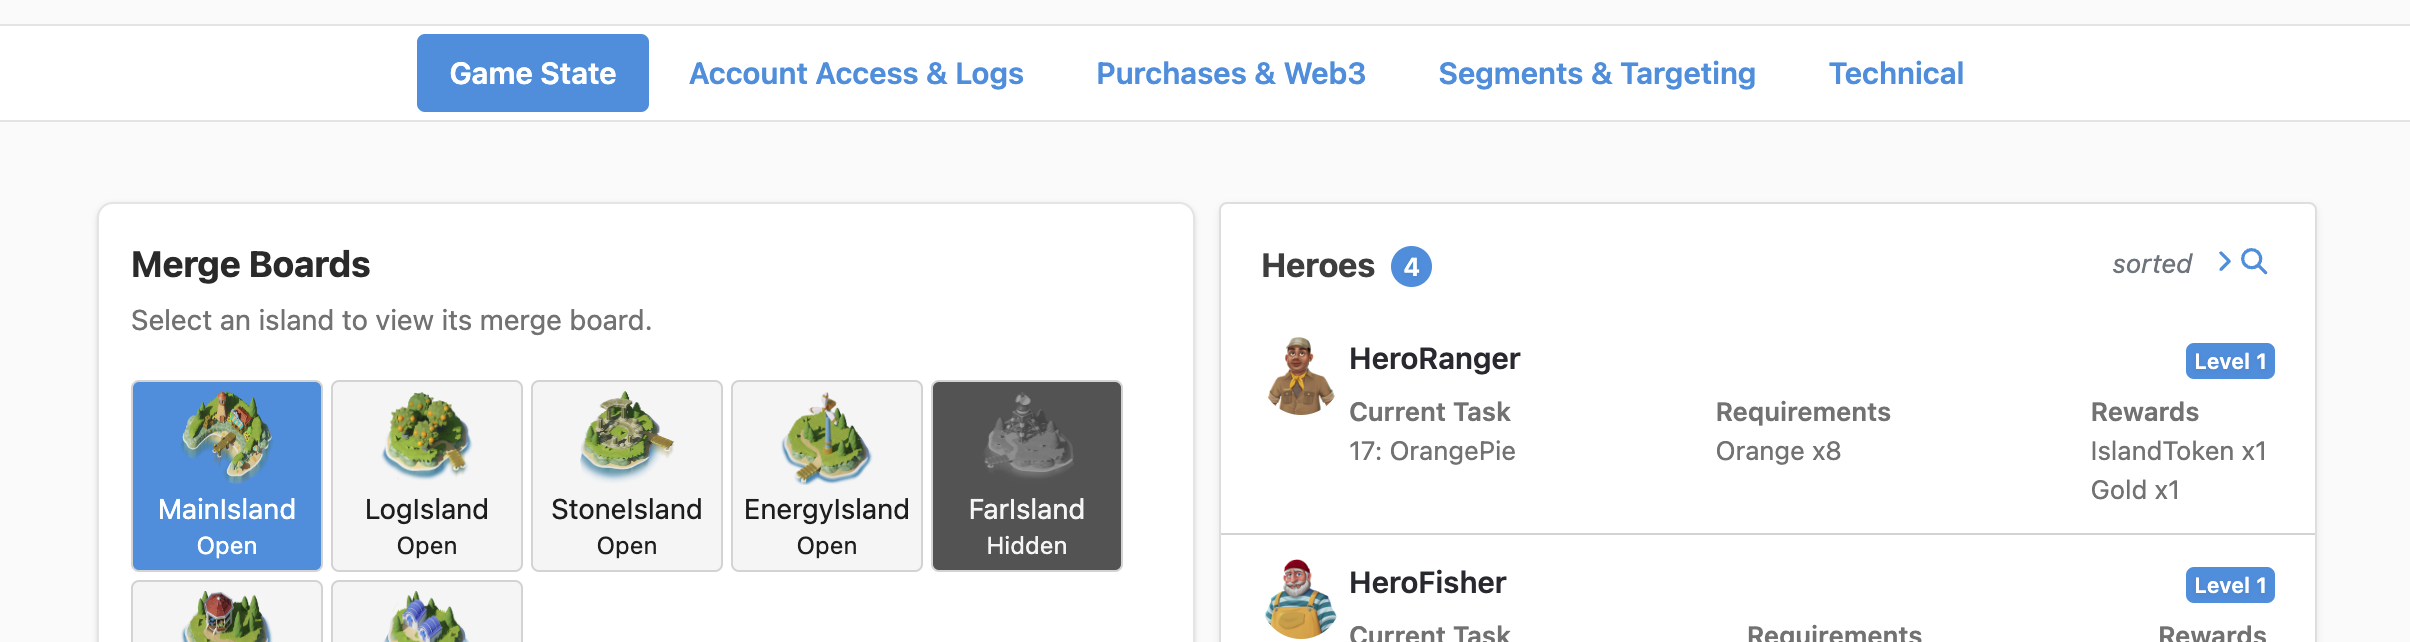 Game State Account Access & Logs Purchases & Web3 Segments & Targeting Technical
Merge Boards
Select an island to view its merge board.
MainIsland
Open
LogIsland
Open
StoneIsland
Open
EnergyIsland
Open
FarIsland
Hidden
Heroes 4 sorted
HeroRanger Level 1
Current Task Requirements Rewards
17: OrangePie Orange x8 IslandToken x1
Gold x1
HeroFisher Level 1
Current Task Requirements Rewards